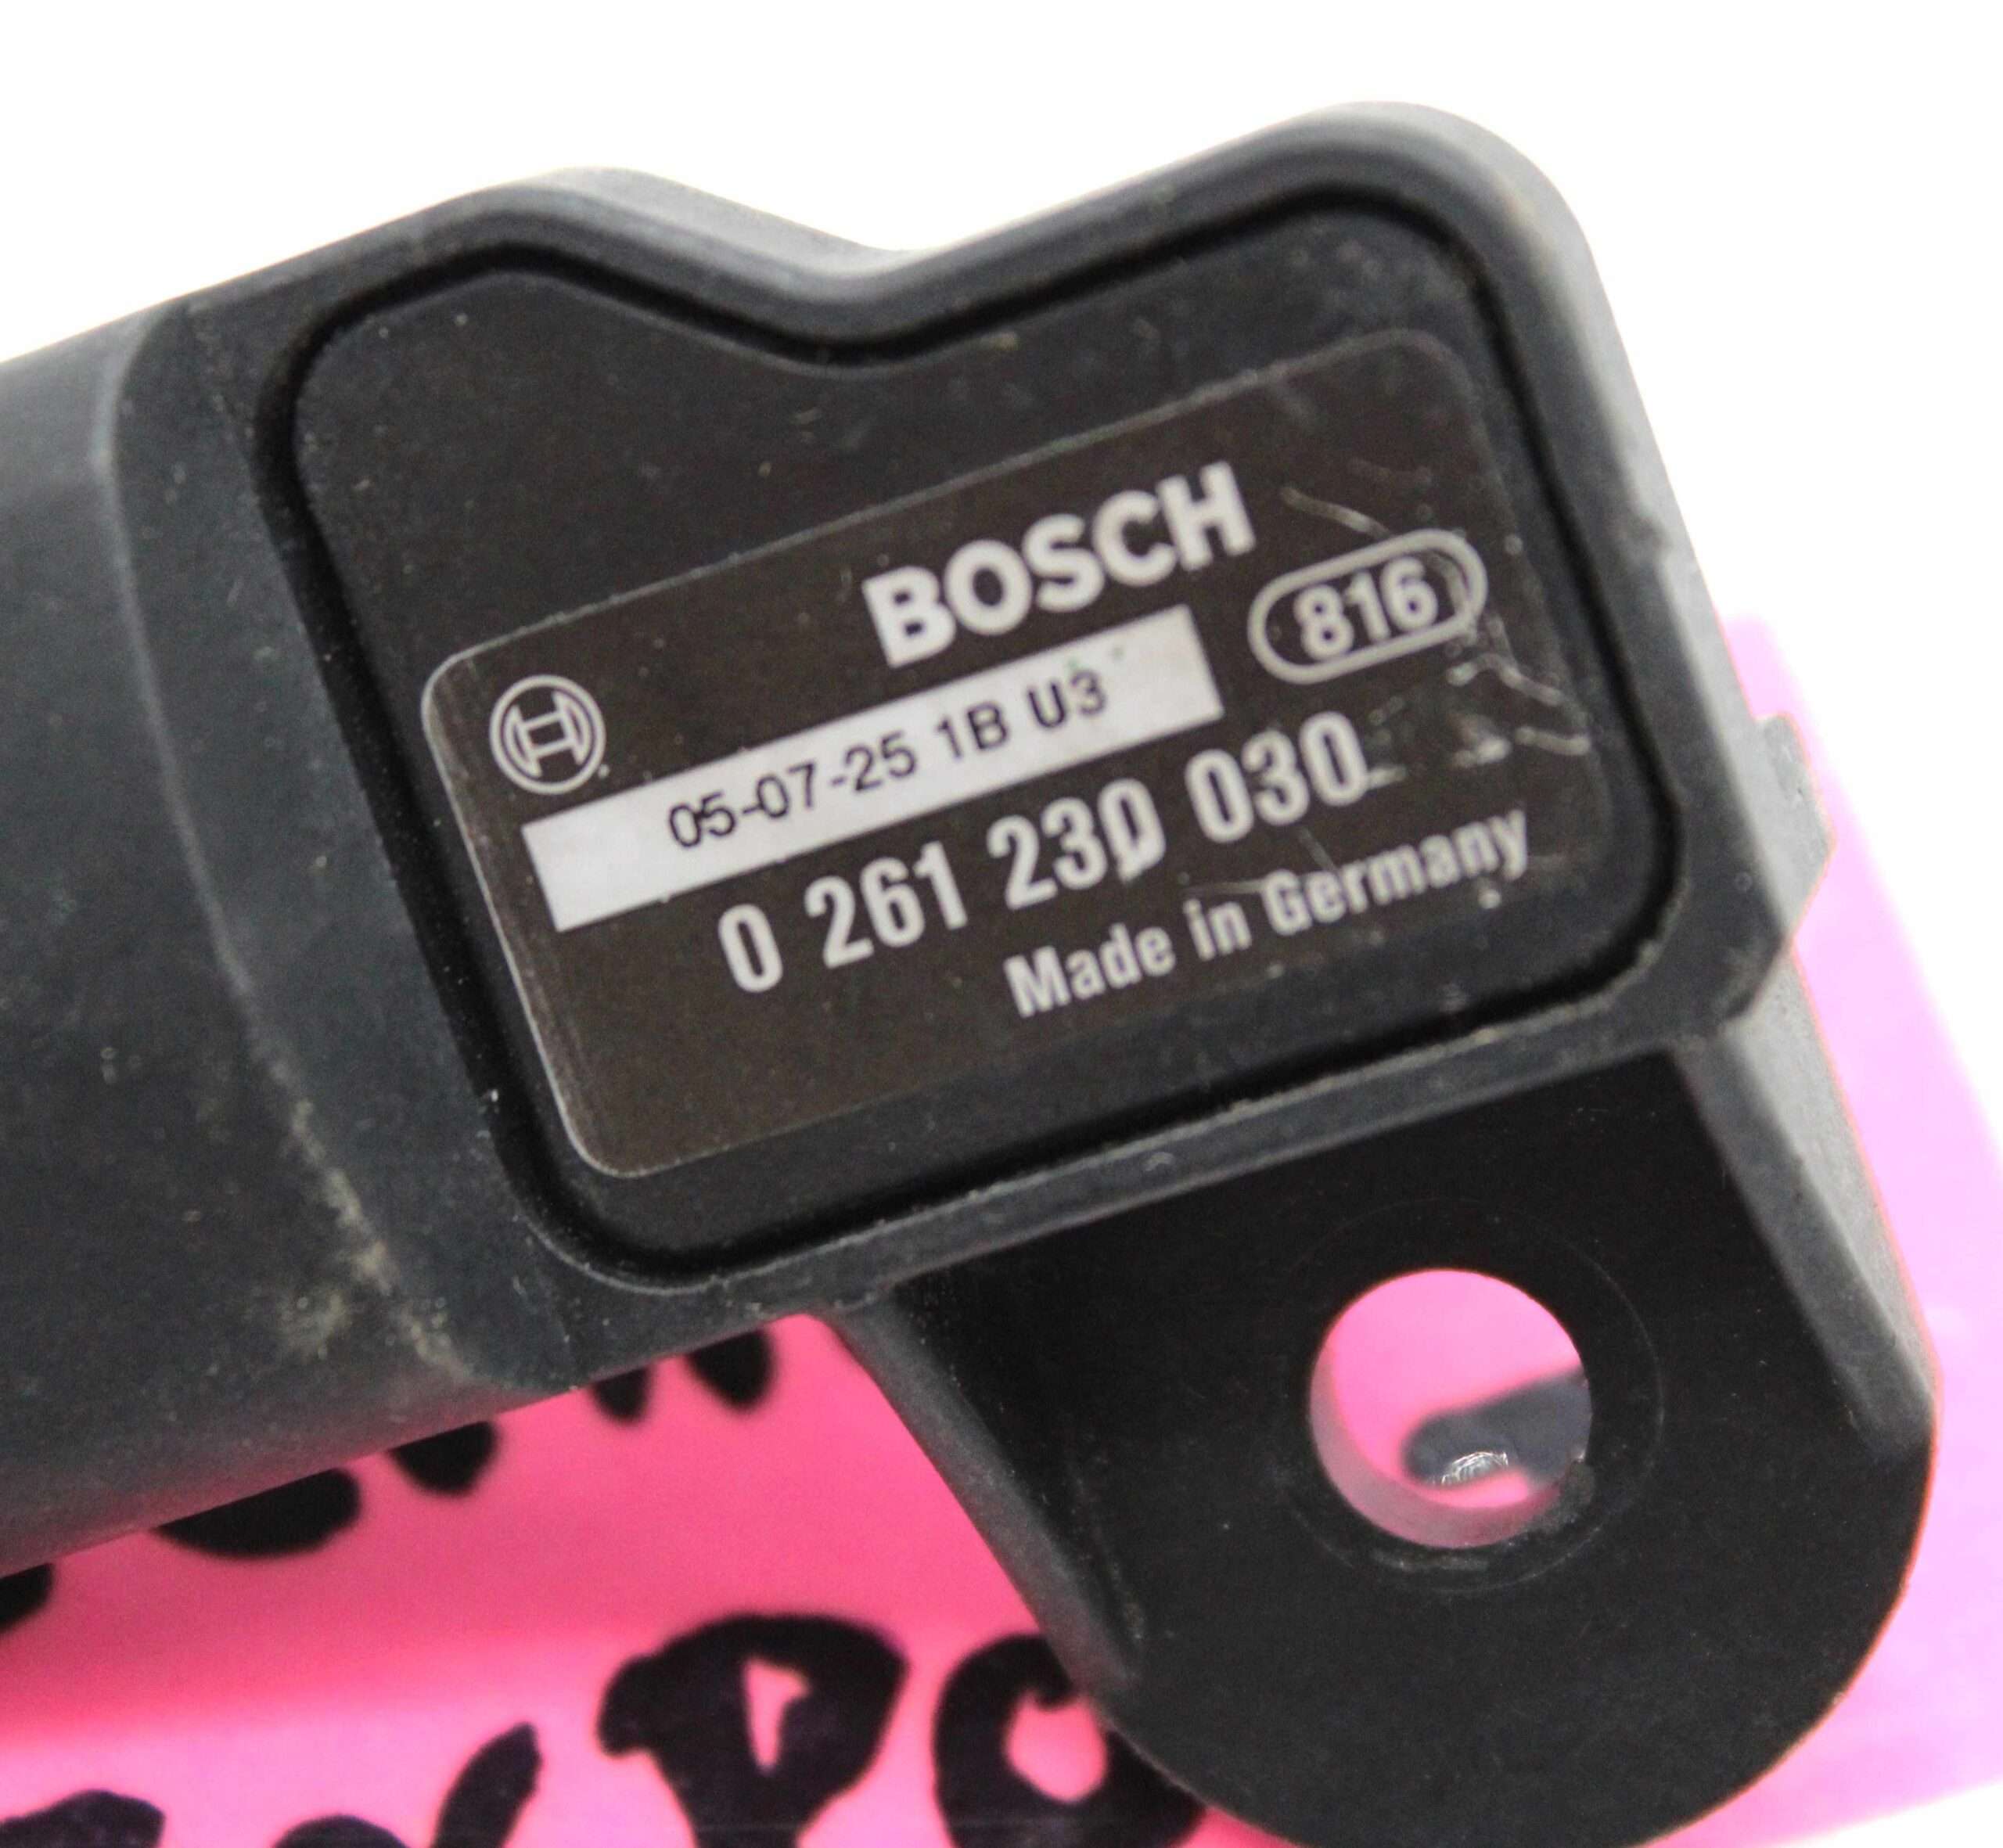 BOSCH
816
05-07-25 1B U3
0 261 230 030
Made in Germany